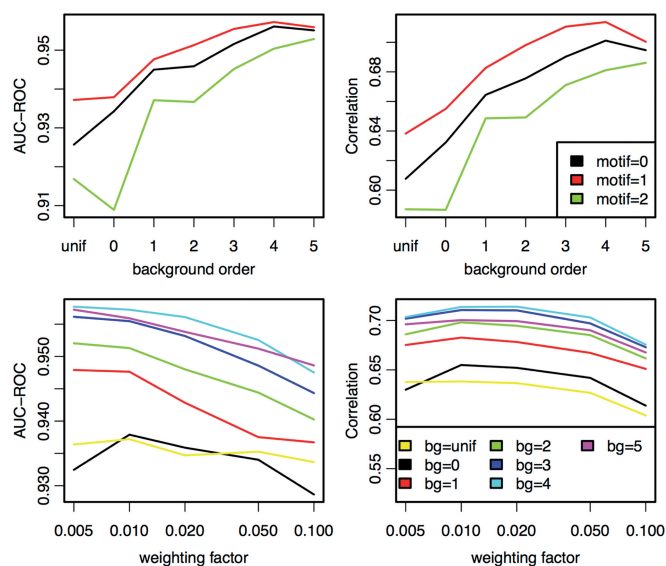 AUC−ROC
0.95
0.93
0.91
unif 0 1 2 3 4 5
background order
Correlation
0.68
0.64
0.60
motif=0
motif=1
motif=2
unif 0 1 2 3 4 5
background order
AUC−ROC
0.950
0.940
0.930
0.005 0.010 0.020 0.050 0.100
weighting factor
Correlation
0.70
0.65
0.60
0.55
bg=unif bg=2 bg=5
bg=0 bg=3
bg=1 bg=4
0.005 0.010 0.020 0.050 0.100
weighting factor